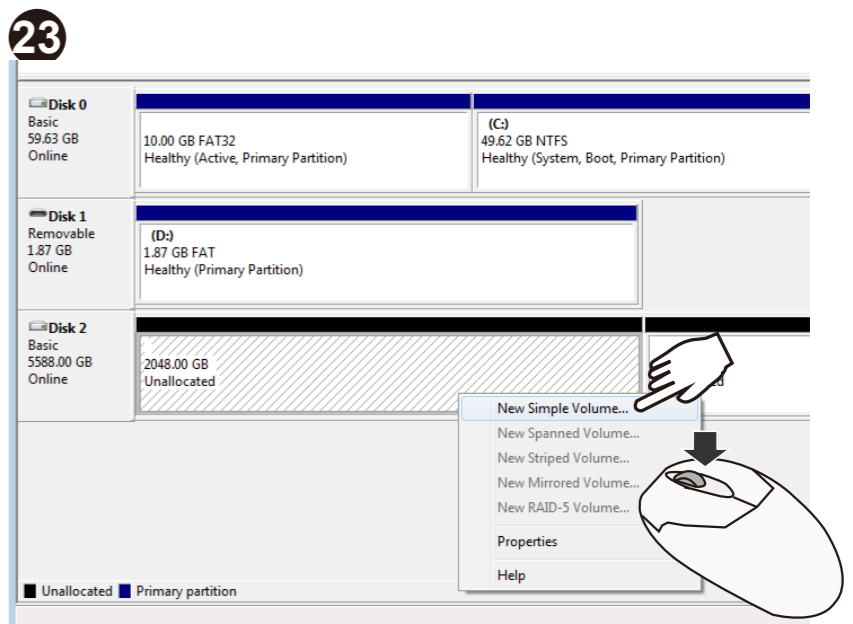 23
Disk 0
Basic
59.63 GB
Online
10.00 GB FAT32
Healthy (Active, Primary Partition)
(C:)
49.62 GB NTFS
Healthy (System, Boot, Primary Partition)
Disk 1
Removable
1.87 GB
Online
(D:)
1.87 GB FAT
Healthy (Primary Partition)
Disk 2
Basic
5588.00 GB
Online
2048.00 GB
Unallocated
New Simple Volume...
New Spanned Volume...
New Striped Volume...
New Mirrored Volume...
New RAID-5 Volume...
Properties
Help
Unallocated Primary partition